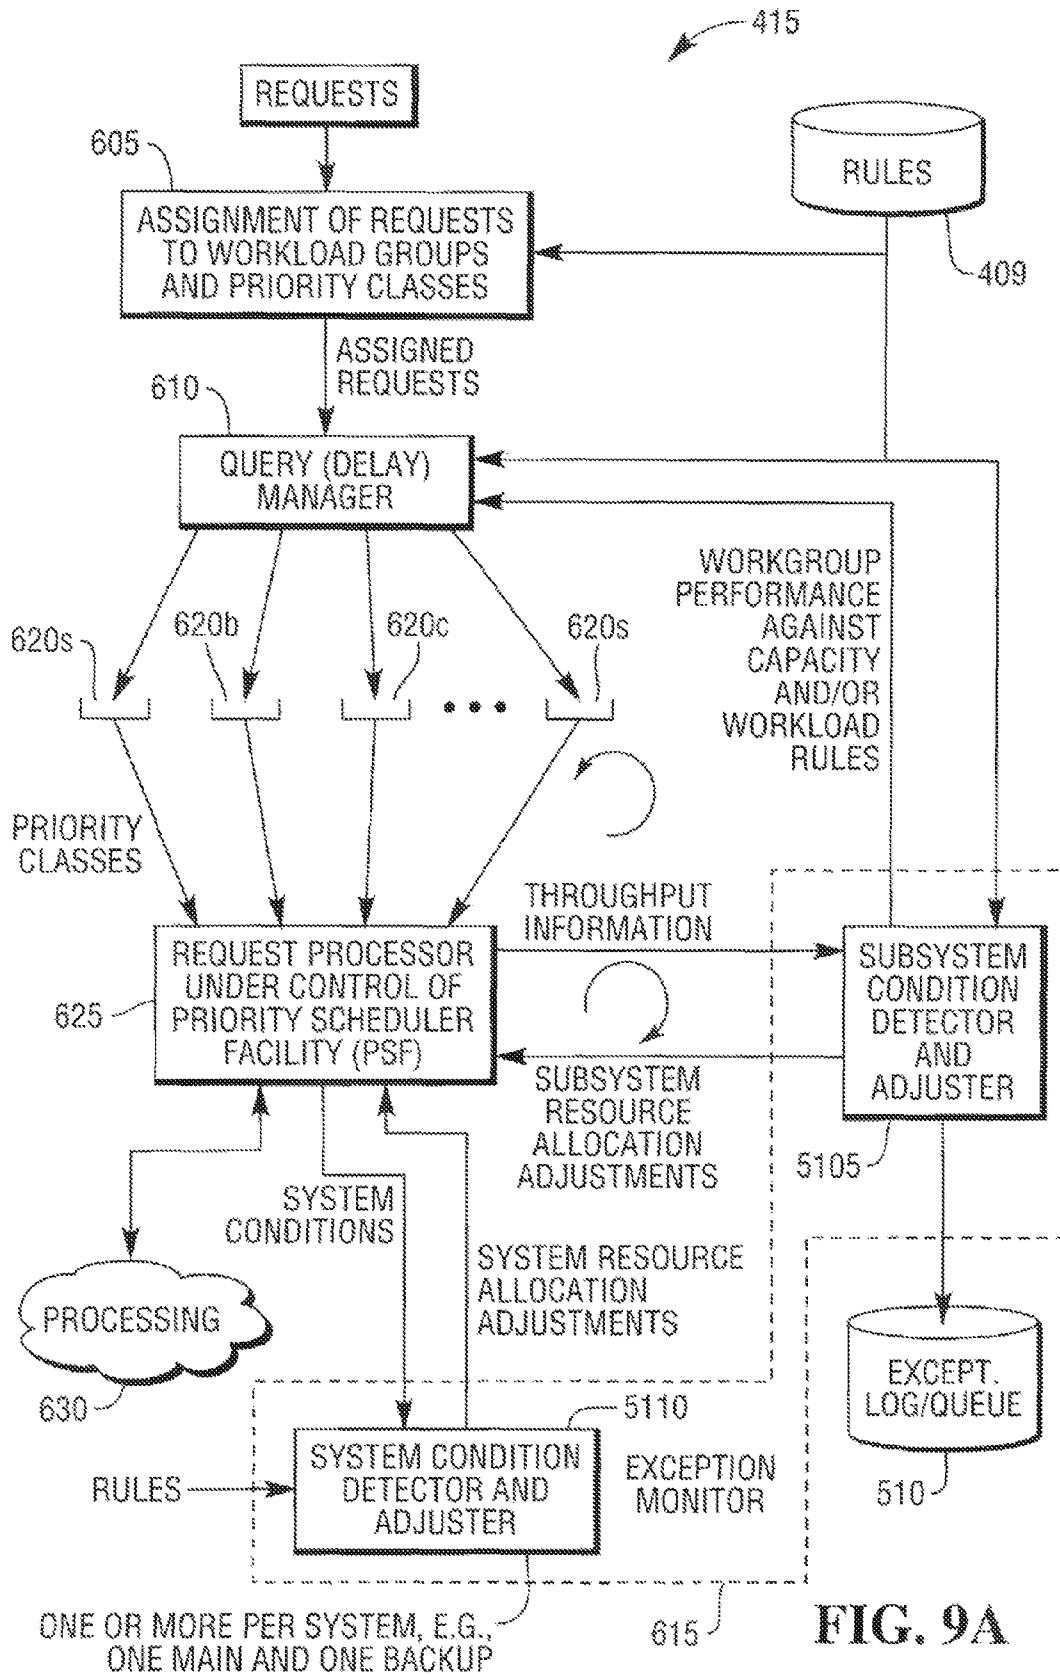 415
REQUESTS
605
RULES
ASSIGNMENT OF REQUESTS
TO WORKLOAD GROUPS
AND PRIORITY CLASSES
409
ASSIGNED
REQUESTS
610
QUERY (DELAY)
MANAGER
WORKGROUP
PERFORMANCE
AGAINST
CAPACITY
AND/OR
WORKLOAD
RULES
620s
620b
620c
620s
PRIORITY
CLASSES
THROUGHPUT
INFORMATION
REQUEST PROCESSOR
UNDER CONTROL OF
PRIORITY SCHEDULER
FACILITY (PSF)
625
SUBSYSTEM
CONDITION
DETECTOR
AND
ADJUSTER
SUBSYSTEM
RESOURCE
ALLOCATION
ADJUSTMENTS
5105
SYSTEM
CONDITIONS
SYSTEM RESOURCE
ALLOCATION
ADJUSTMENTS
PROCESSING
630
EXCEPT.
LOG/QUEUE
510
5110
SYSTEM CONDITION
DETECTOR AND
ADJUSTER
RULES
EXCEPTION
MONITOR
ONE OR MORE PER SYSTEM, E.G.,
ONE MAIN AND ONE BACKUP
615
FIG. 9A